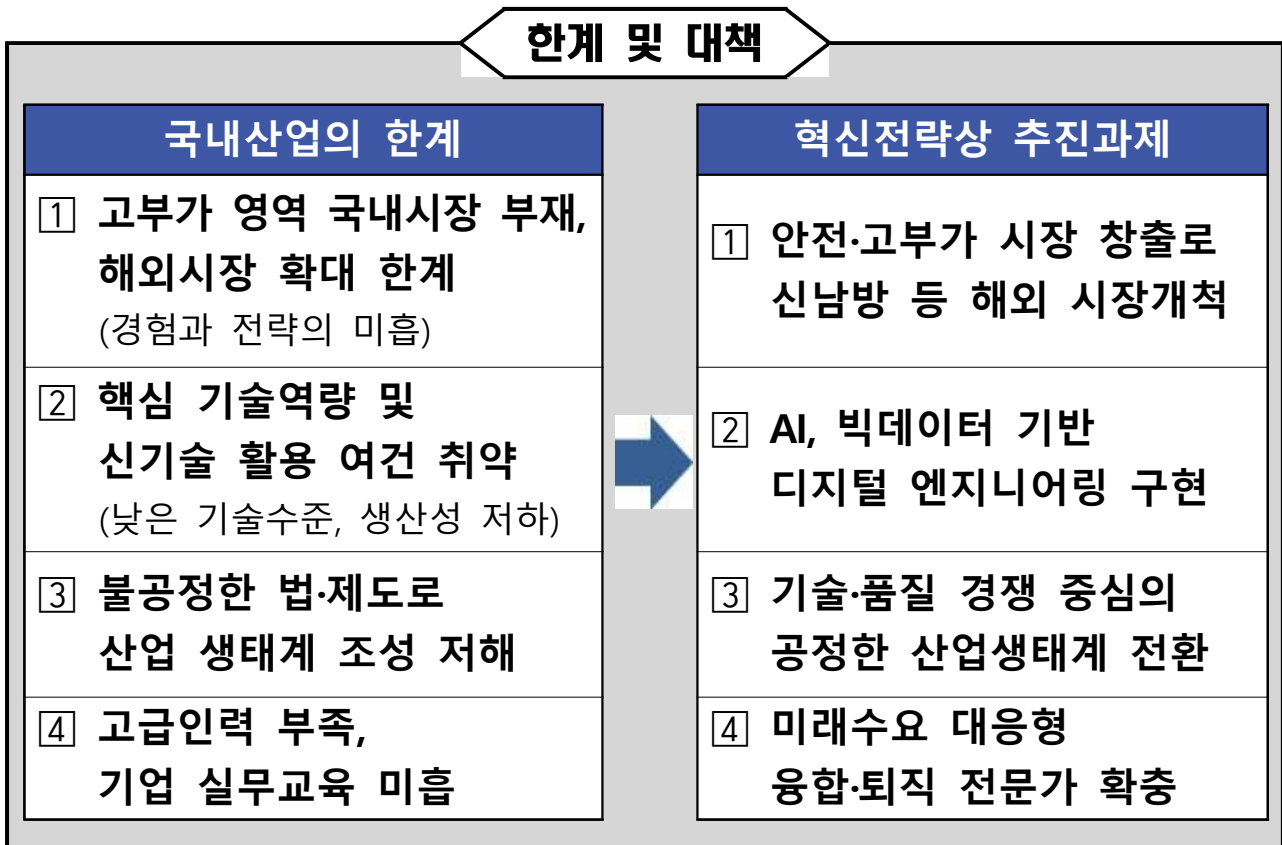 한계 및 대책
국내산업의 한계
1 고부가 영역 국내시장 부재,
해외시장 확대 한계
(경험과 전략의 미흡)
2 핵심 기술역량 및
신기술 활용 여건 취약
(낮은 기술수준, 생산성 저하)
3 불공정한 법·제도로
산업 생태계 조성 저해
4 고급인력 부족,
기업 실무교육 미흡
혁신전략상 추진과제
1 안전·고부가 시장 창출로
신남방 등 해외 시장개척
2 AI, 빅데이터 기반
디지털 엔지니어링 구현
3 기술·품질 경쟁 중심의
공정한 산업생태계 전환
4 미래수요 대응형
융합·퇴직 전문가 확충